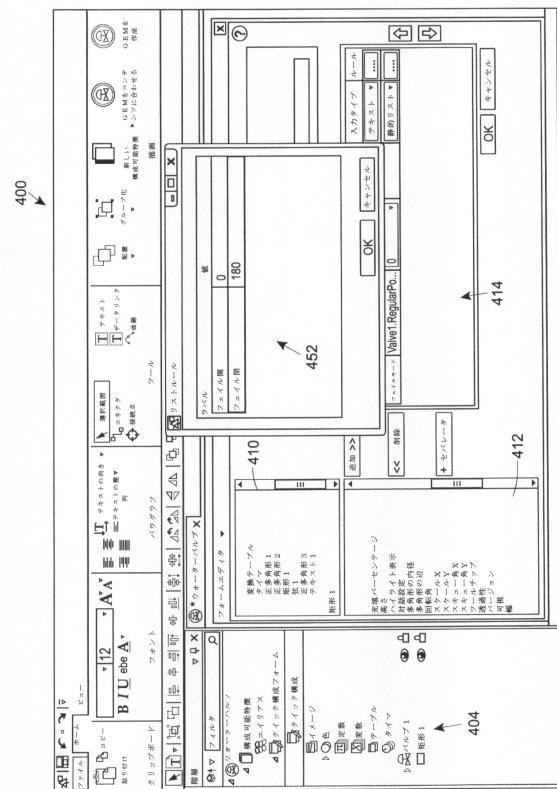 400
ファイル
ホーム
ビュー
貼り付け
コピー
クリップボード
12
B I U ebe A
A A
フォント
テキストの向き
テキストの整
列
パラグラフ
選択範囲
コネクタ
接続点
テキスト
データリンク
曲線
ツール
配置
グループ化
新しい
構成可能特徴
描画
GEMをコンテ
ンツに合わせる
GEMを
作成
階層
フィルタ
ウォーターバルブ
構成可能特徴
エイリアス
クイック構成フォーム
クイック構成
イメージ
色
定数
変数
テーブル
タイマ
バルブ1
矩形1
404
*ウォーターバルブ X
フォームエディタ
変換テーブル
タイマ
正多角形1
正多角形2
矩形1
弦1
正多角形3
テキスト1
410
矩形1
充填パーセンテージ
高さ
ハイライト表示
対話設定
多角形の内径
多角形の辺
回転角
スケールX
スケールY
スキュー角X
スキュー角Y
ツールチップ
透過性
バージョン
可視
幅
412
追加 >>
<< 削除
+ セパレータ
リストルール
ラベル
値
フェイル開
0
フェイル閉
180
452
OK
キャンセル
入力タイプ
ルール
テキスト
....
静的リスト
....
フェイルモード
Valve1.RegularPo...
0
414
OK
キャンセル